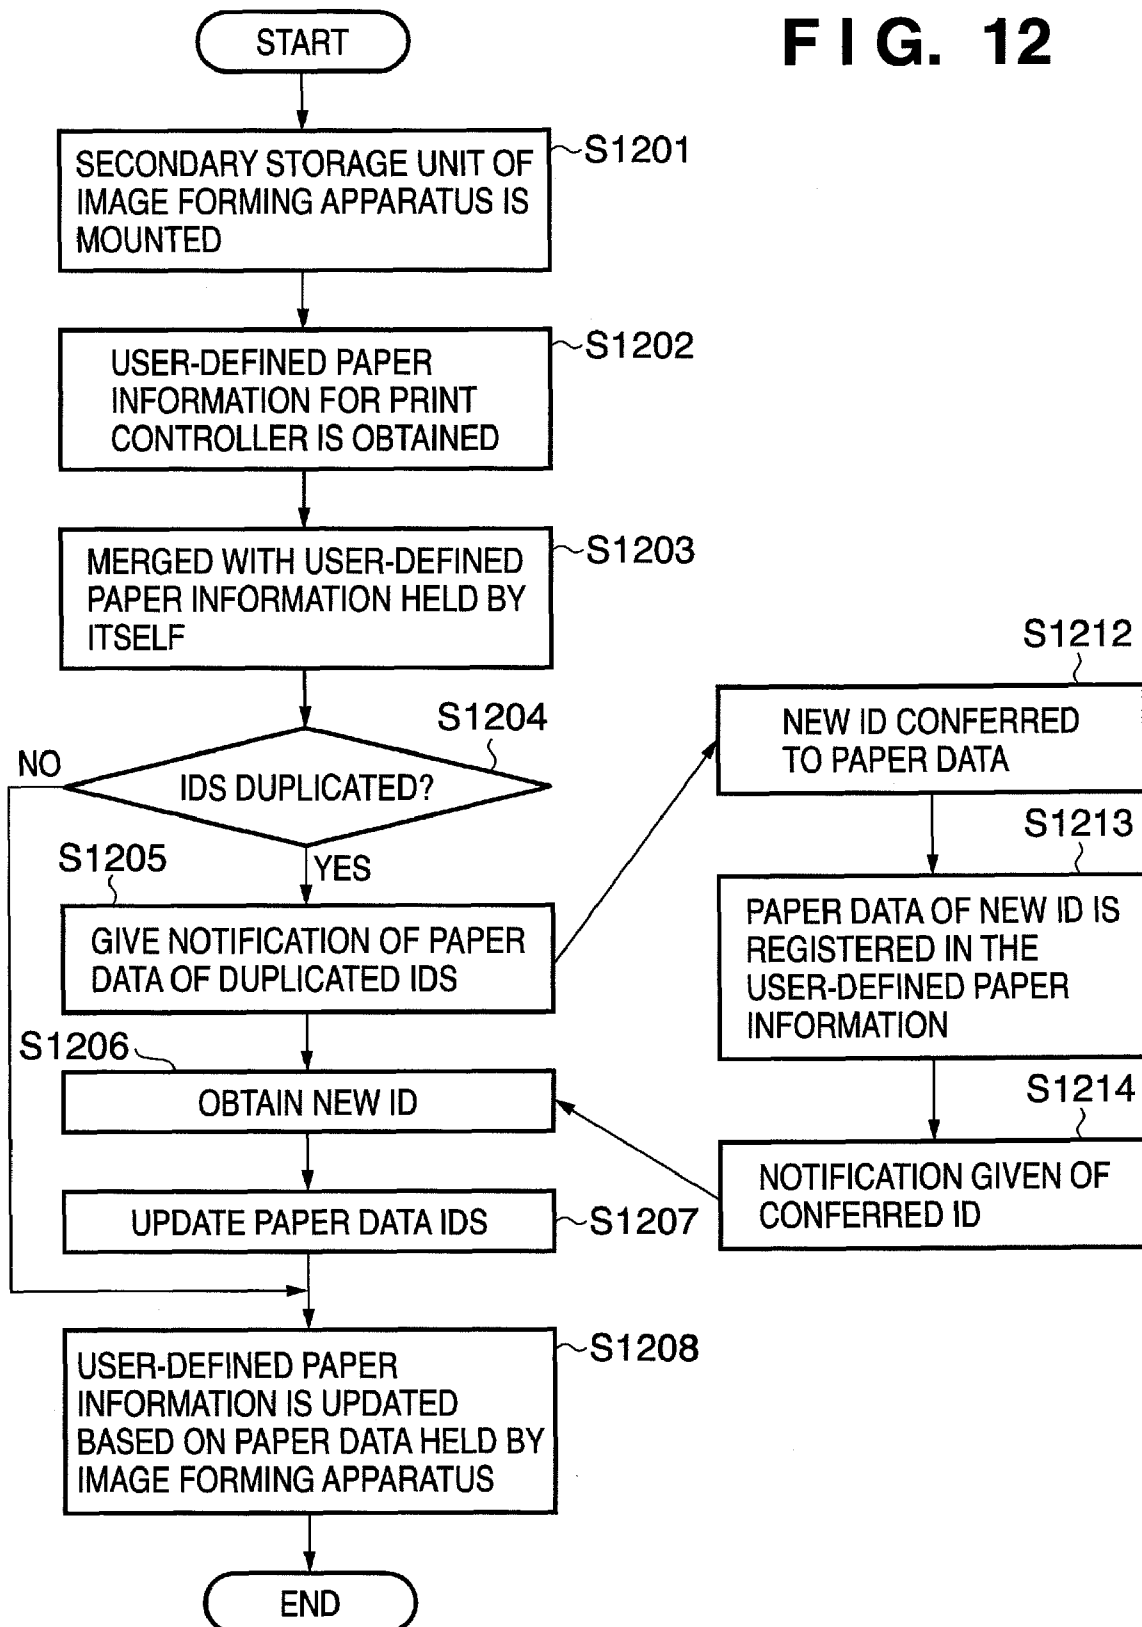 FIG. 12
START
S1201
SECONDARY STORAGE UNIT OF
IMAGE FORMING APPARATUS IS
MOUNTED
S1202
USER-DEFINED PAPER
INFORMATION FOR PRINT
CONTROLLER IS OBTAINED
S1203
MERGED WITH USER-DEFINED
PAPER INFORMATION HELD BY
ITSELF
S1204
IDS DUPLICATED?
NO
YES
S1205
GIVE NOTIFICATION OF PAPER
DATA OF DUPLICATED IDS
S1206
OBTAIN NEW ID
UPDATE PAPER DATA IDS
S1207
S1208
USER-DEFINED PAPER
INFORMATION IS UPDATED
BASED ON PAPER DATA HELD BY
IMAGE FORMING APPARATUS
END
S1212
NEW ID CONFERRED
TO PAPER DATA
S1213
PAPER DATA OF NEW ID IS
REGISTERED IN THE
USER-DEFINED PAPER
INFORMATION
S1214
NOTIFICATION GIVEN OF
CONFERRED ID